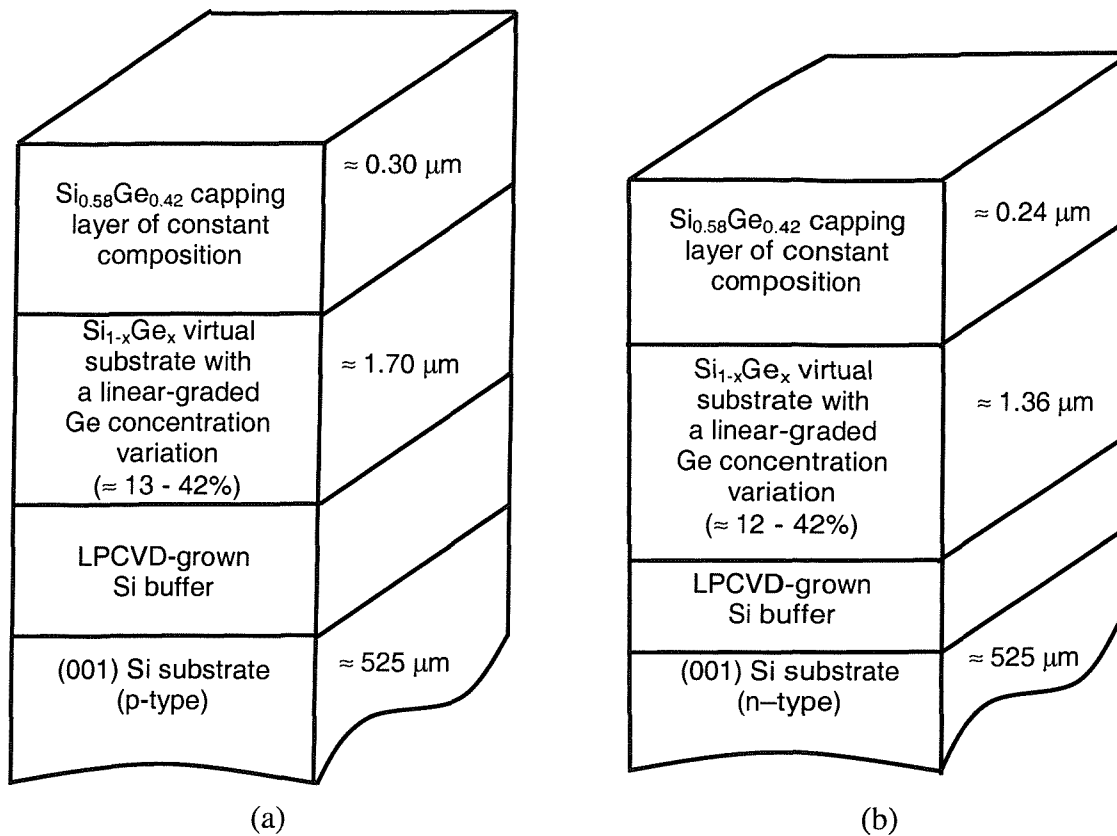 Si₀.₅₈Ge₀.₄₂ capping
layer of constant
composition
≈ 0.30 μm
Si₁₋ₓGeₓ virtual
substrate with
a linear-graded
Ge concentration
variation
(≈ 13 - 42%)
≈ 1.70 μm
LPCVD-grown
Si buffer
(001) Si substrate
(p-type)
≈ 525 μm
(a)
Si₀.₅₈Ge₀.₄₂ capping
layer of constant
composition
≈ 0.24 μm
Si₁₋ₓGeₓ virtual
substrate with
a linear-graded
Ge concentration
variation
(≈ 12 - 42%)
≈ 1.36 μm
LPCVD-grown
Si buffer
(001) Si substrate
(n–type)
≈ 525 μm
(b)